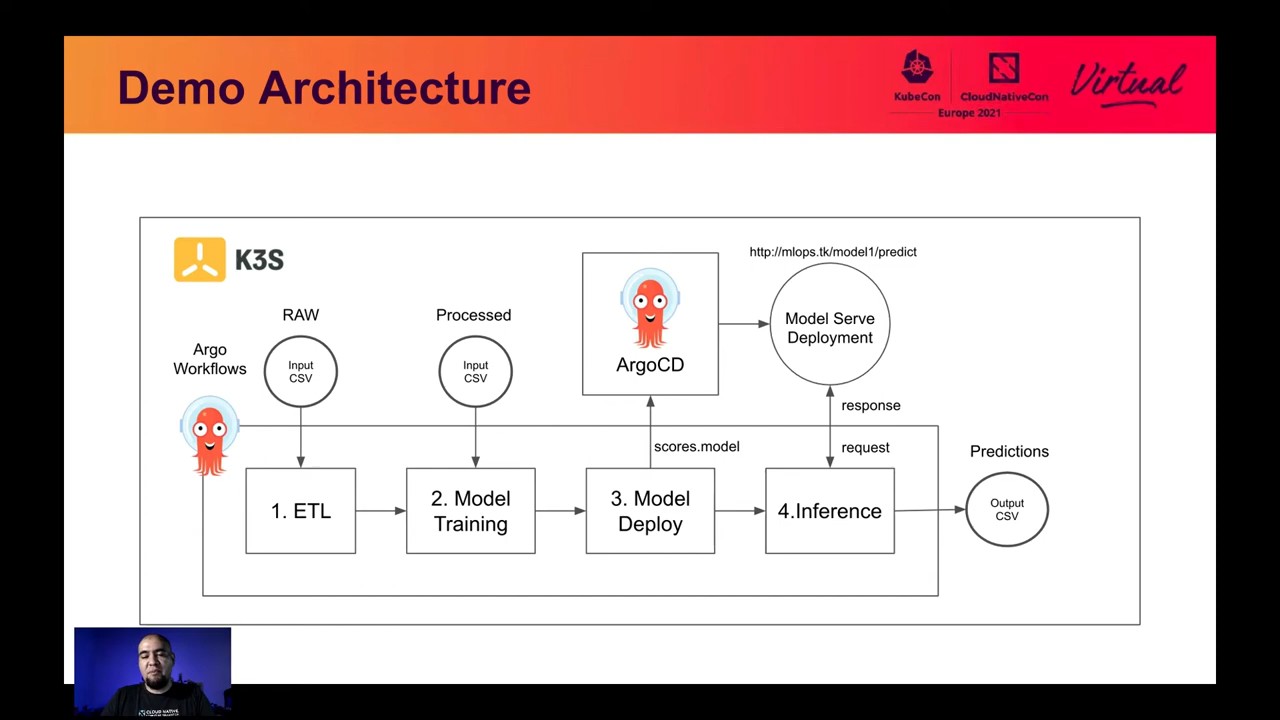 Demo Architecture
KubeCon
CloudNativeCon
Europe 2021
Virtual
K3S
http://mlops.tk/model1/predict
RAW
Processed
Argo
Workflows
Input
CSV
Input
CSV
ArgoCD
Model Serve
Deployment
response
scores.model
request
Predictions
1. ETL
2. Model
Training
3. Model
Deploy
4.Inference
Output
CSV
CLOUD NATIVE